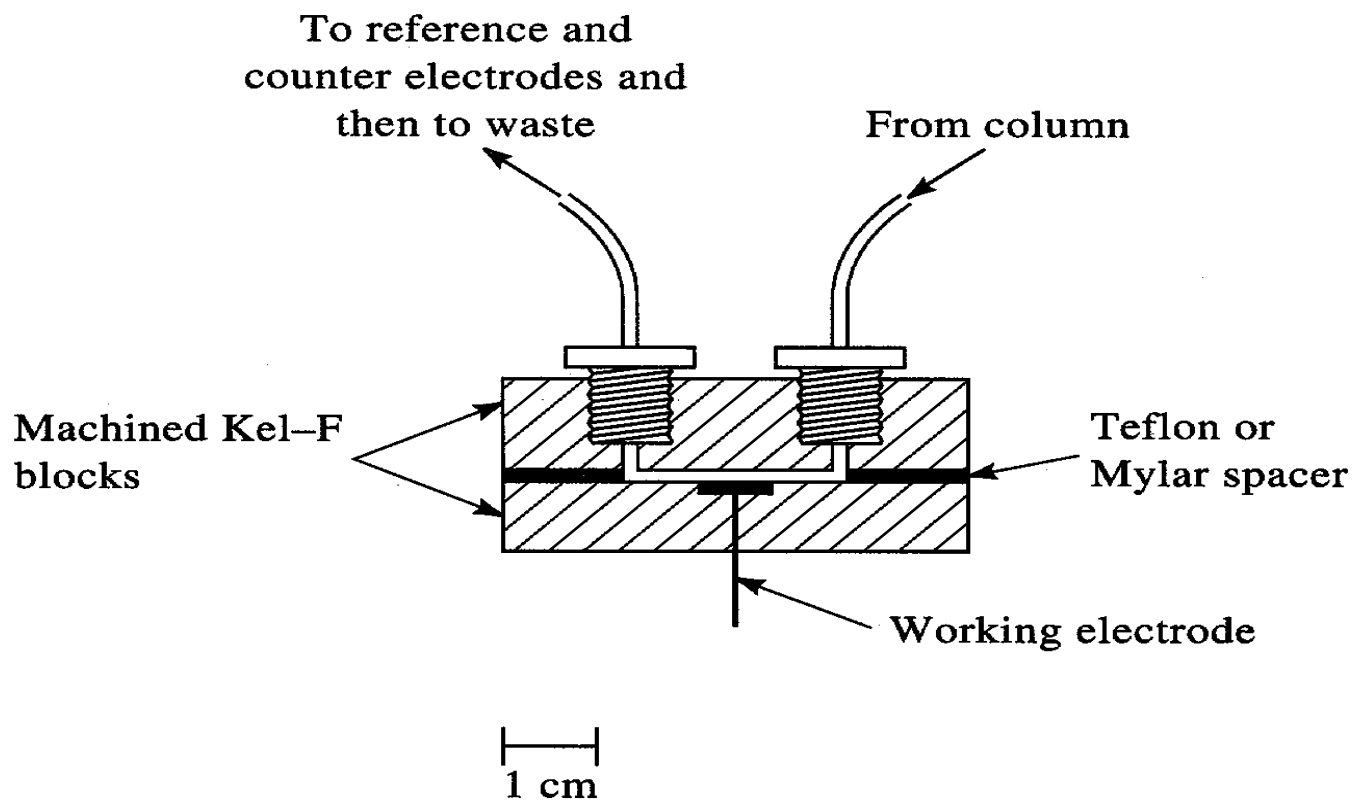 To reference and
counter electrodes and
then to waste
From column
Machined Kel–F
blocks
Teflon or
Mylar spacer
Working electrode
1 cm